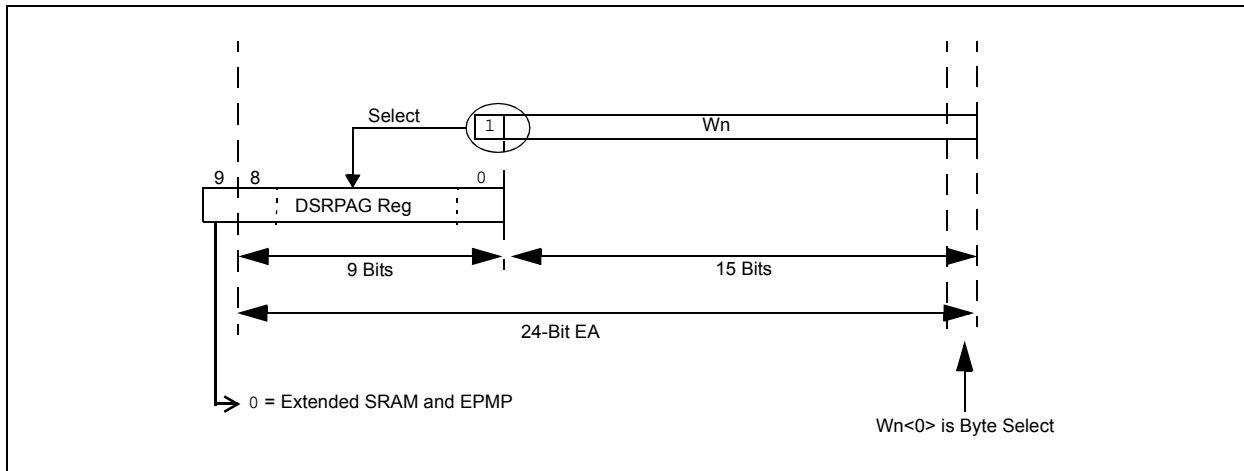 Select
1
Wn
9
8
0
DSRPAG Reg
9 Bits
15 Bits
24-Bit EA
0 = Extended SRAM and EPMP
Wn<0> is Byte Select